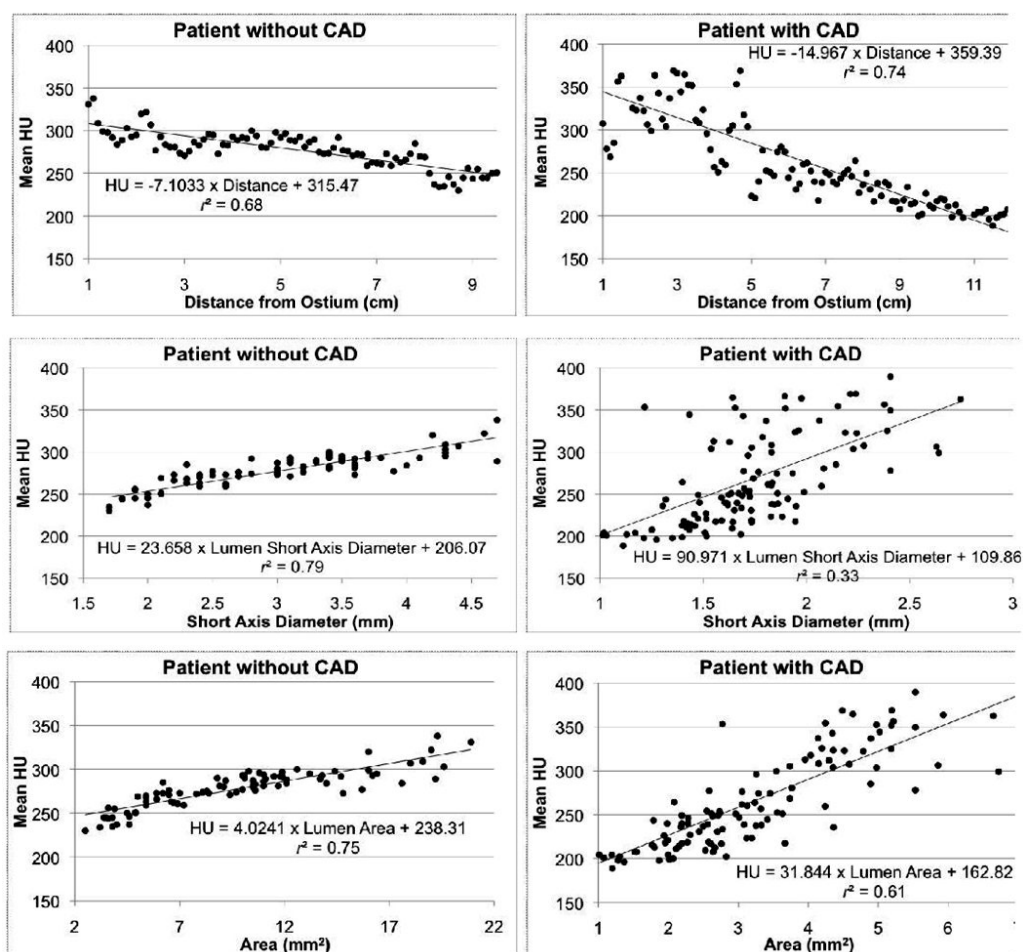 Patient without CAD
400
350
300
250
200
150
Mean HU
HU = -7.1033 x Distance + 315.47
r² = 0.68
1 3 5 7 9
Distance from Ostium (cm)
Patient with CAD
HU = -14.967 x Distance + 359.39
r² = 0.74
400
350
300
250
200
150
Mean HU
1 3 5 7 9 11
Distance from Ostium (cm)
Patient without CAD
400
350
300
250
200
150
100
Mean HU
HU = 23.658 x Lumen Short Axis Diameter + 206.07
r² = 0.79
1.5 2 2.5 3 3.5 4 4.5
Short Axis Diameter (mm)
Patient with CAD
400
350
300
250
200
150
100
Mean HU
HU = 90.971 x Lumen Short Axis Diameter + 109.86
r² = 0.33
1 1.5 2 2.5 3
Short Axis Diameter (mm)
Patient without CAD
400
350
300
250
200
150
Mean HU
HU = 4.0241 x Lumen Area + 238.31
r² = 0.75
2 7 12 17 22
Area (mm²)
Patient with CAD
400
350
300
250
200
150
Mean HU
HU = 31.844 x Lumen Area + 162.82
r² = 0.61
1 2 3 4 5 6
Area (mm²)